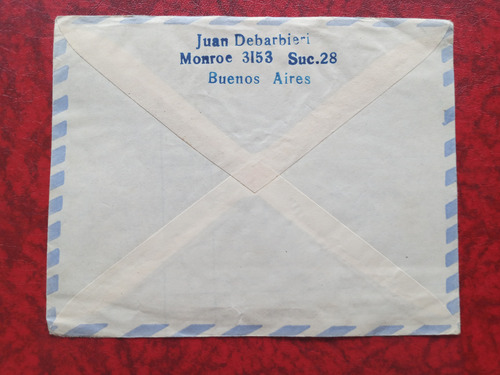 Juan Debarbieri
Monroe 3153 Suc.28
Buenos Aires